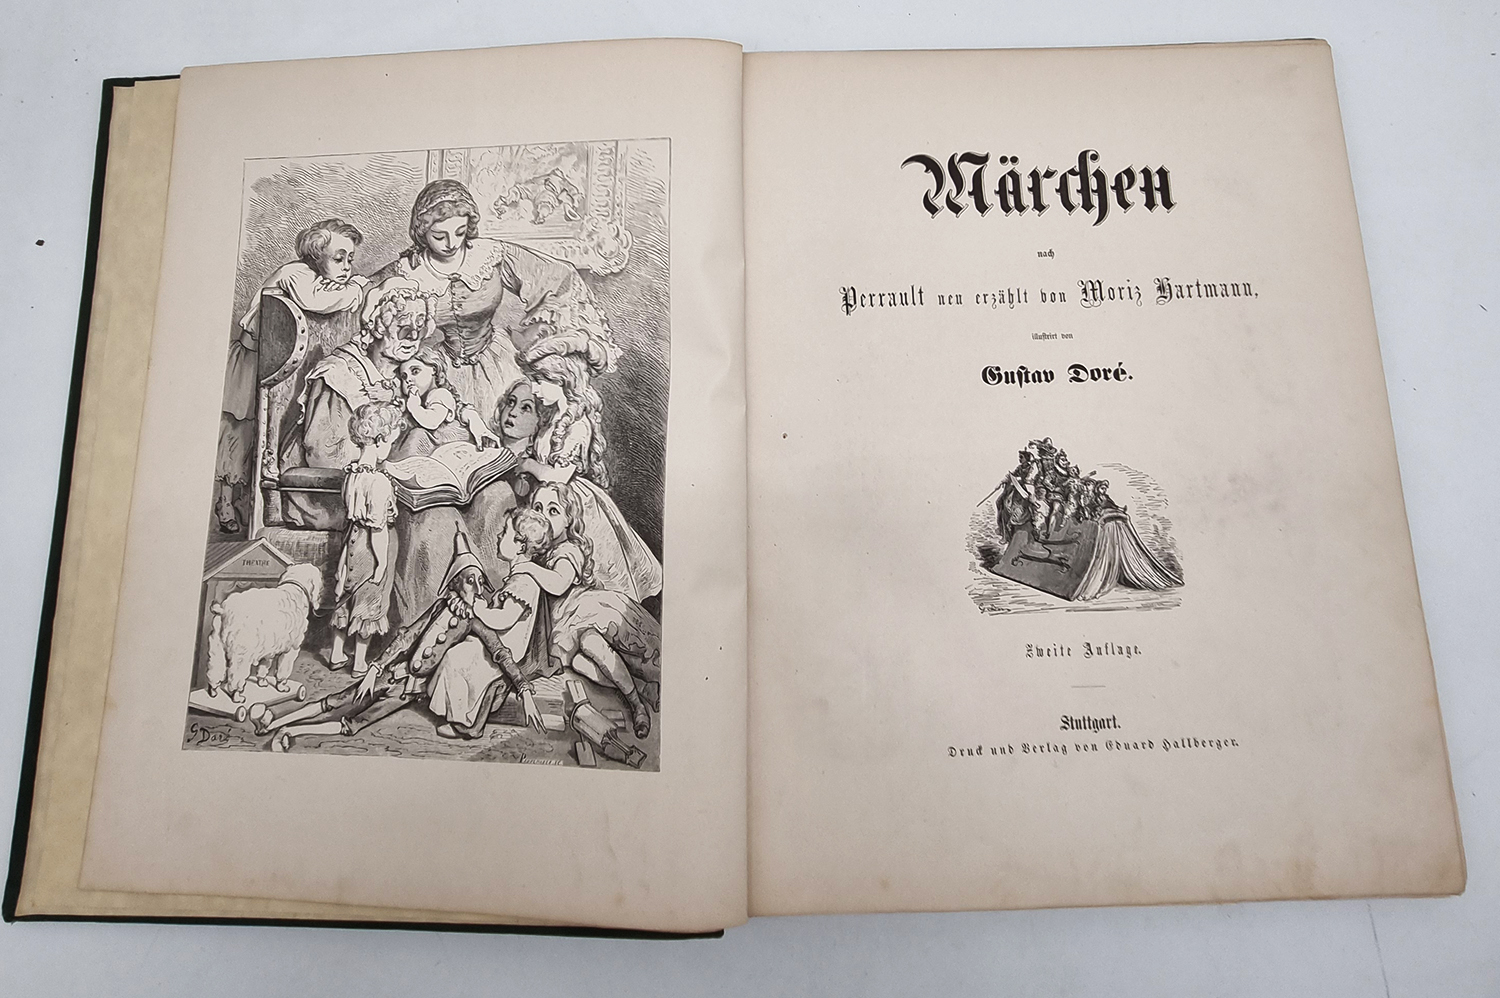 THEATRE
G Doré
Märchen
nach
Perrault neu erzählt von Moriz Hartmann,
illustrirt von
Gustav Doré.
Zweite Auflage.
Stuttgart.
Druck und Verlag von Eduard Hallberger.